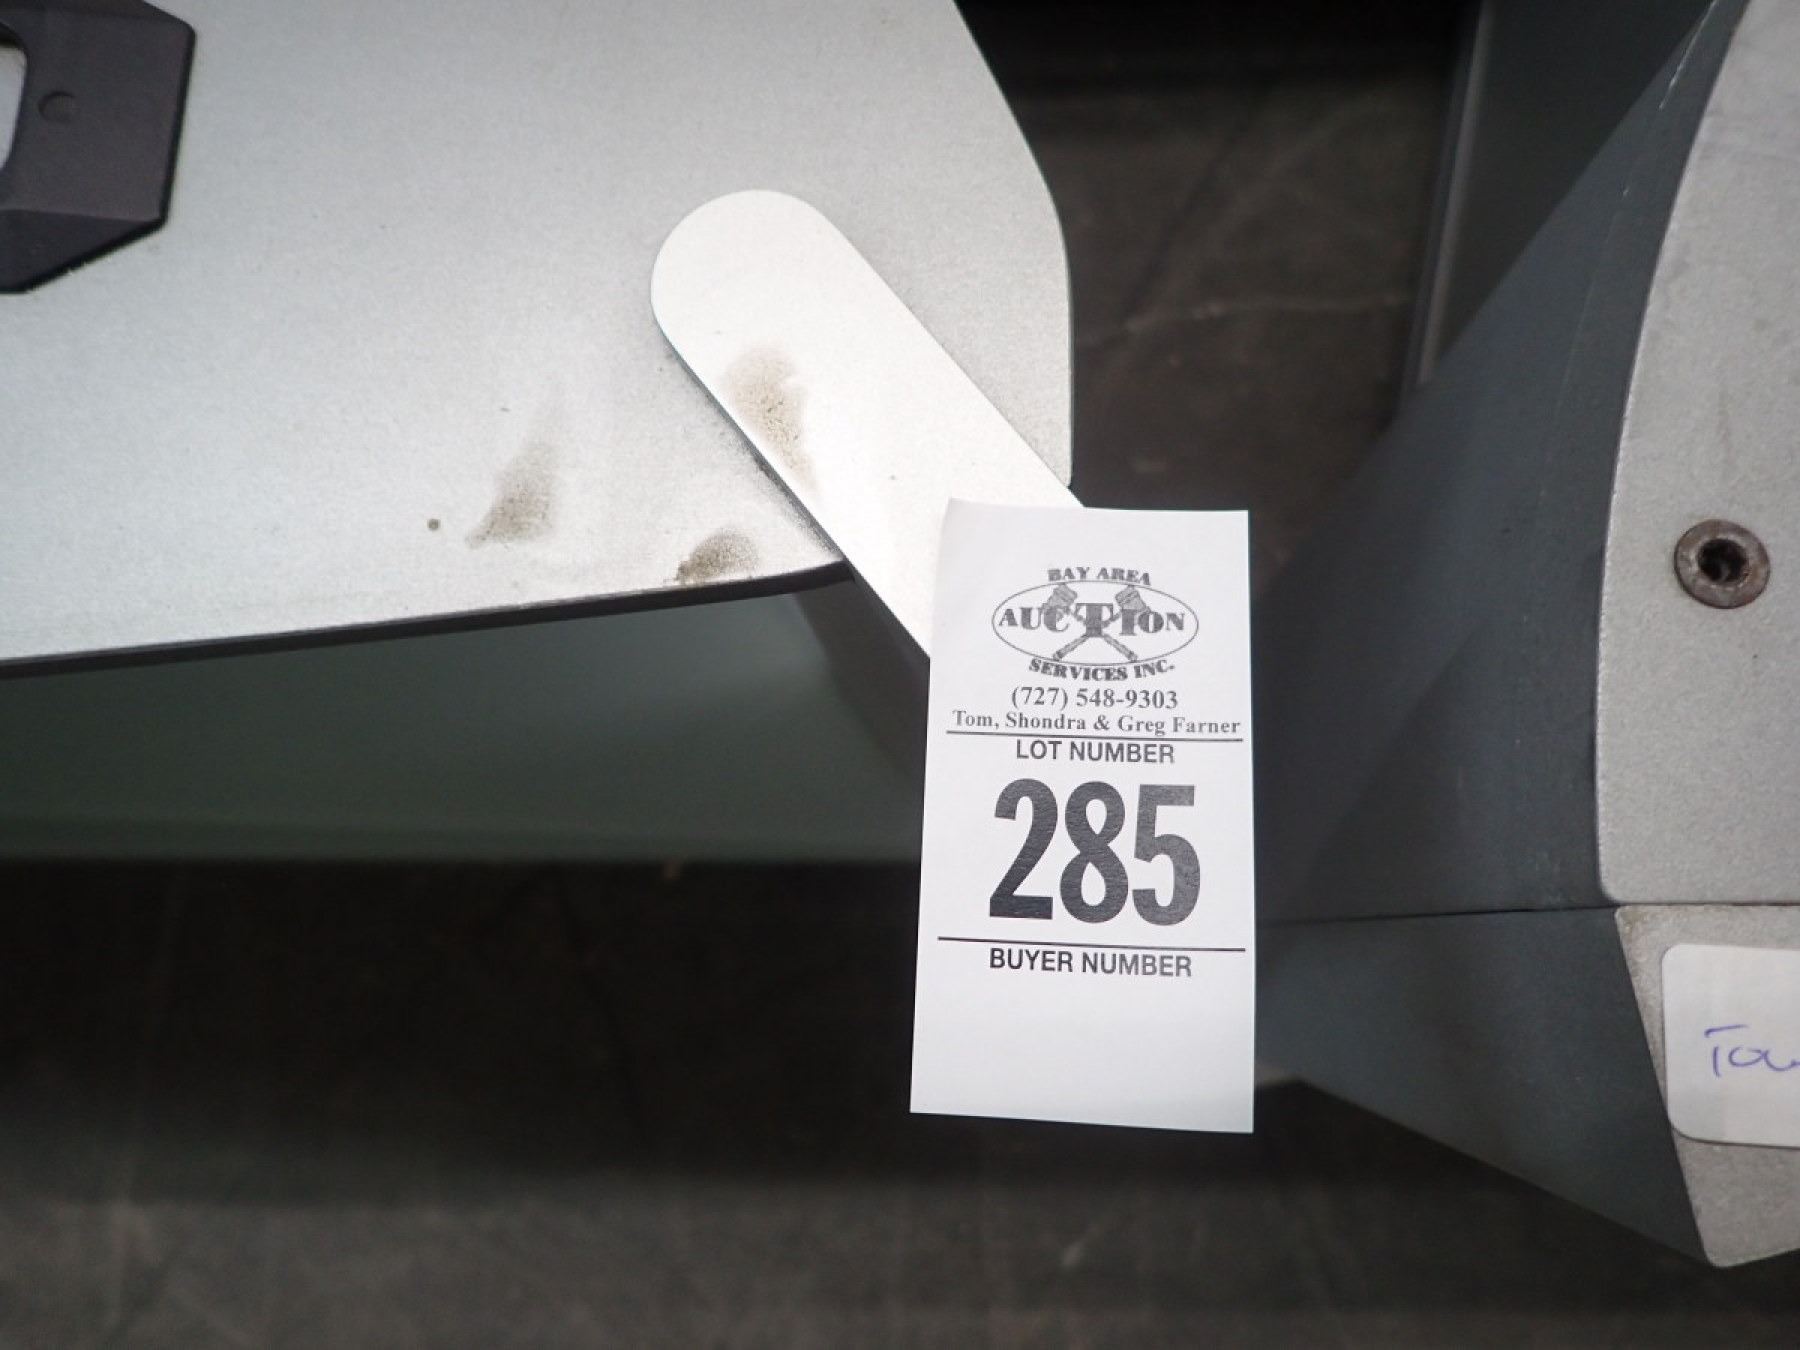 BAY AREA
AUCTION
SERVICES INC.
(727) 548-9303
Tom, Shondra & Greg Farner
LOT NUMBER
285
BUYER NUMBER